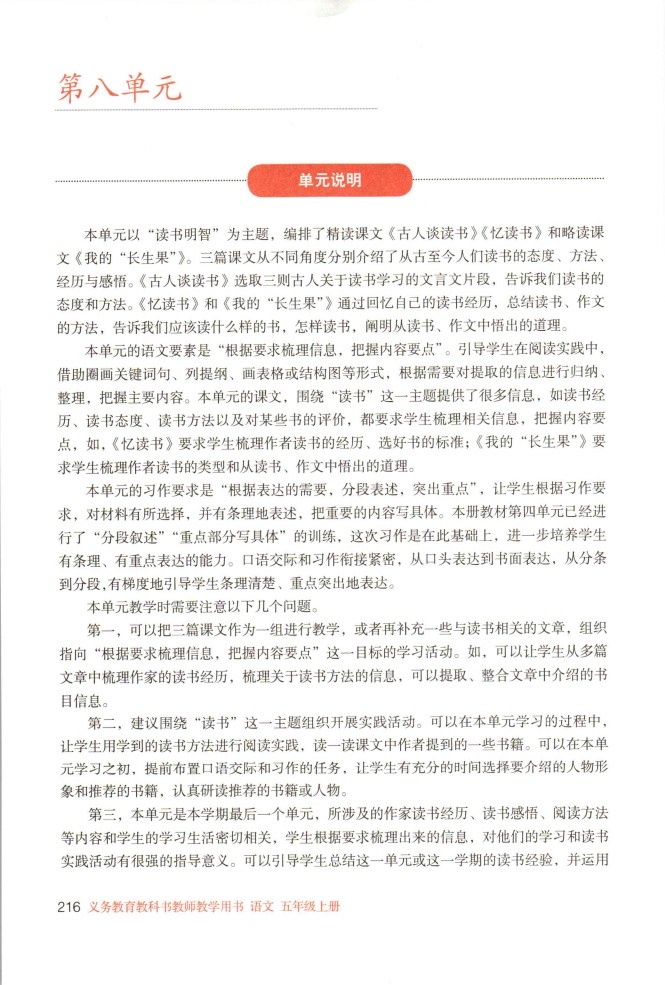 第八单元
单元说明
本单元以“读书明智”为主题，编排了精读课文《古人谈读书》《忆读书》和略读课
文《我的“长生果”》。三篇课文从不同角度分别介绍了从古至今人们读书的态度、方法、
经历与感悟。《古人谈读书》选取三则古人关于读书学习的文言文片段，告诉我们读书的
态度和方法。《忆读书》和《我的“长生果”》通过回忆自己的读书经历，总结读书、作文
的方法，告诉我们应该读什么样的书，怎样读书，阐明从读书、作文中悟出的道理。
本单元的语文要素是“根据要求梳理信息，把握内容要点”。引导学生在阅读实践中，
借助圈画关键词句、列提纲、画表格或结构图等形式，根据需要对提取的信息进行归纳、
整理，把握主要内容。本单元的课文，围绕“读书”这一主题提供了很多信息，如读书经
历、读书态度、读书方法以及对某些书的评价，都要求学生梳理相关信息，把握内容要
点，如，《忆读书》要求学生梳理作者读书的经历、选好书的标准；《我的“长生果”》要
求学生梳理作者读书的类型和从读书、作文中悟出的道理。
本单元的习作要求是“根据表达的需要，分段表述，突出重点”，让学生根据习作要
求，对材料有所选择，并有条理地表述，把重要的内容写具体。本册教材第四单元已经进
行了“分段叙述”“重点部分写具体”的训练，这次习作是在此基础上，进一步培养学生
有条理、有重点表达的能力。口语交际和习作衔接紧密，从口头表达到书面表达，从分条
到分段，有梯度地引导学生条理清楚、重点突出地表达。
本单元教学时需要注意以下几个问题。
第一，可以把三篇课文作为一组进行教学，或者再补充一些与读书相关的文章，组织
指向“根据要求梳理信息，把握内容要点”这一目标的学习活动。如，可以让学生从多篇
文章中梳理作家的读书经历，梳理关于读书方法的信息，可以提取、整合文章中介绍的书
目信息。
第二，建议围绕“读书”这一主题组织开展实践活动。可以在本单元学习的过程中，
让学生用学到的读书方法进行阅读实践，读一读课文中作者提到的一些书籍。可以在本单
元学习之初，提前布置口语交际和习作的任务，让学生有充分的时间选择要介绍的人物形
象和推荐的书籍，认真研读推荐的书籍或人物。
第三，本单元是本学期最后一个单元，所涉及的作家读书经历、读书感悟、阅读方法
等内容和学生的学习生活密切相关，学生根据要求梳理出来的信息，对他们的学习和读书
实践活动有很强的指导意义。可以引导学生总结这一单元或这一学期的读书经验，并运用
216 义务教育教科书教师教学用书 语文 五年级上册